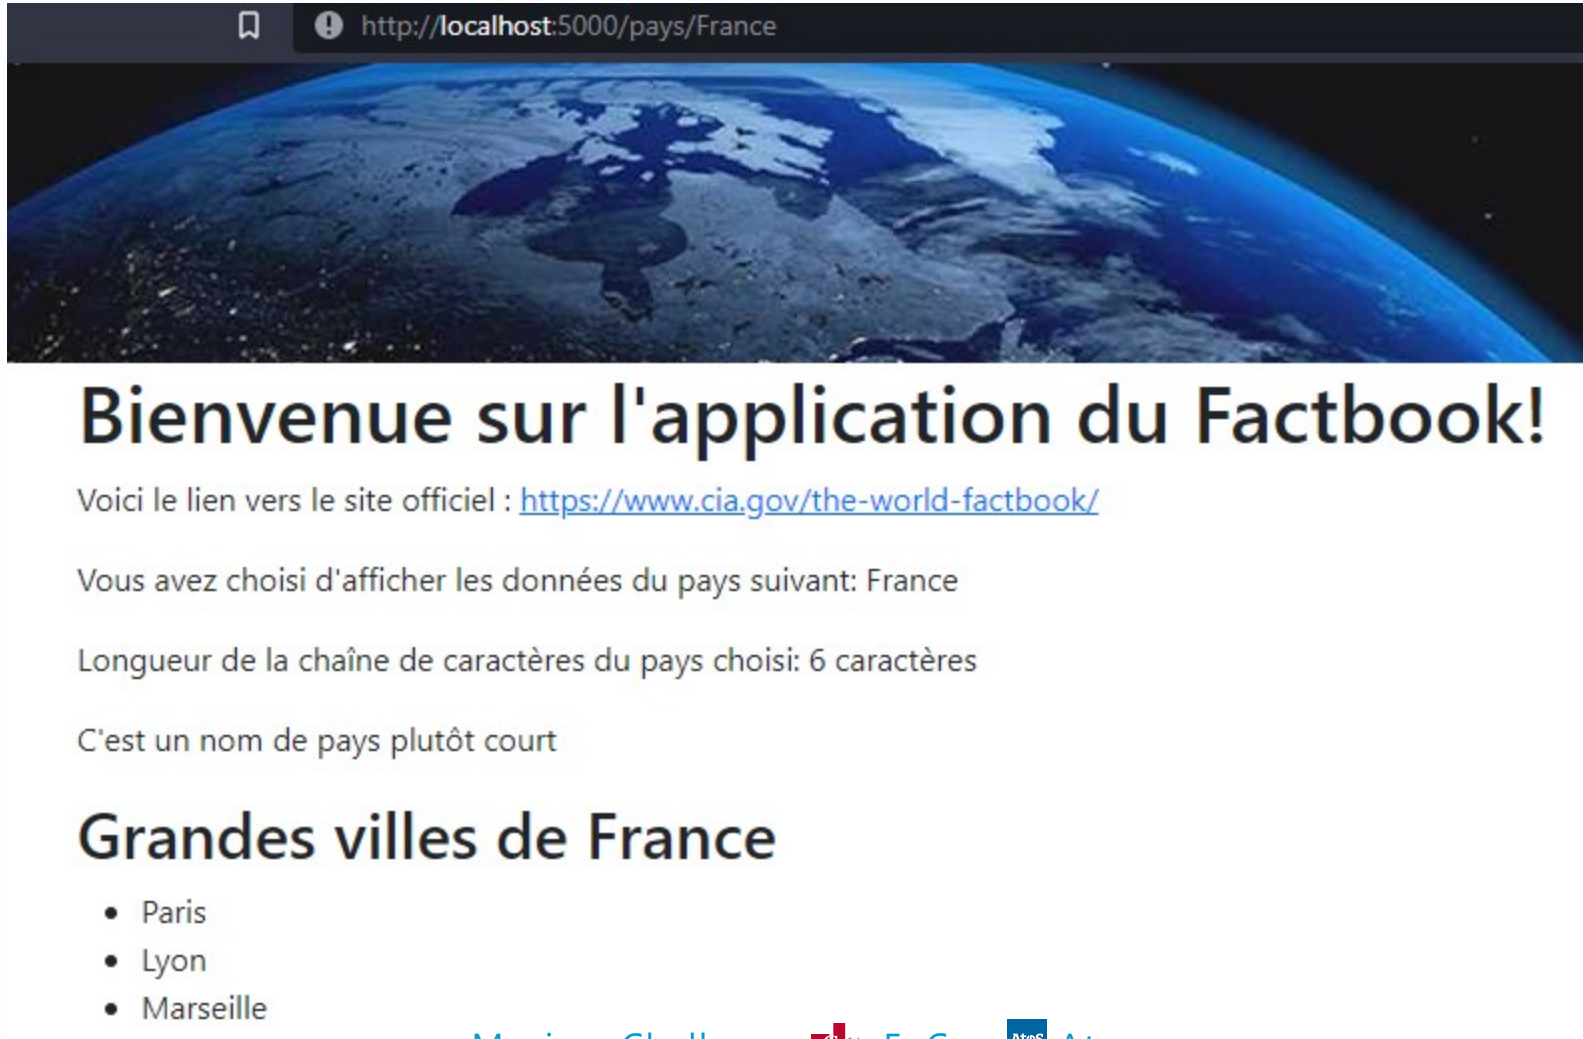 http://localhost:5000/pays/France
Bienvenue sur l'application du Factbook!
Voici le lien vers le site officiel : https://www.cia.gov/the-world-factbook/
Vous avez choisi d'afficher les données du pays suivant: France
Longueur de la chaîne de caractères du pays choisi: 6 caractères
C'est un nom de pays plutôt court
Grandes villes de France
Paris
Lyon
Marseille